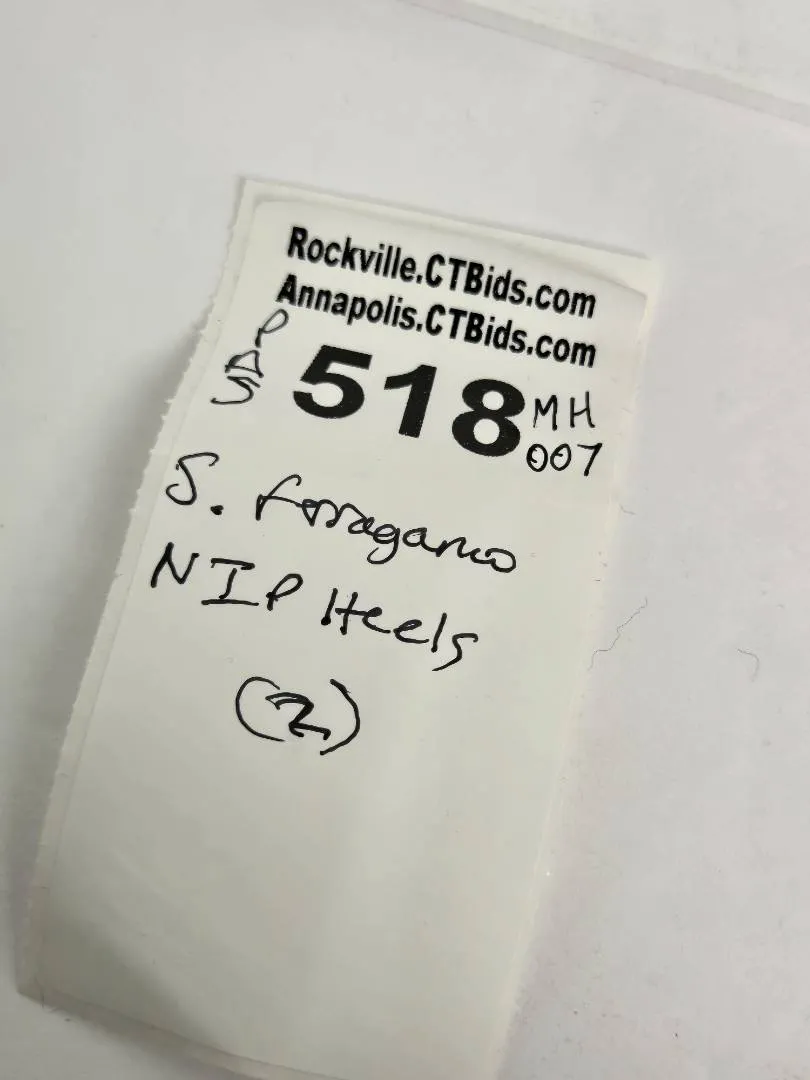 Rockville.CTBids.com
Annapolis.CTBids.com
518 MH
007
S. Ferragamo
NIP Heels
(2)